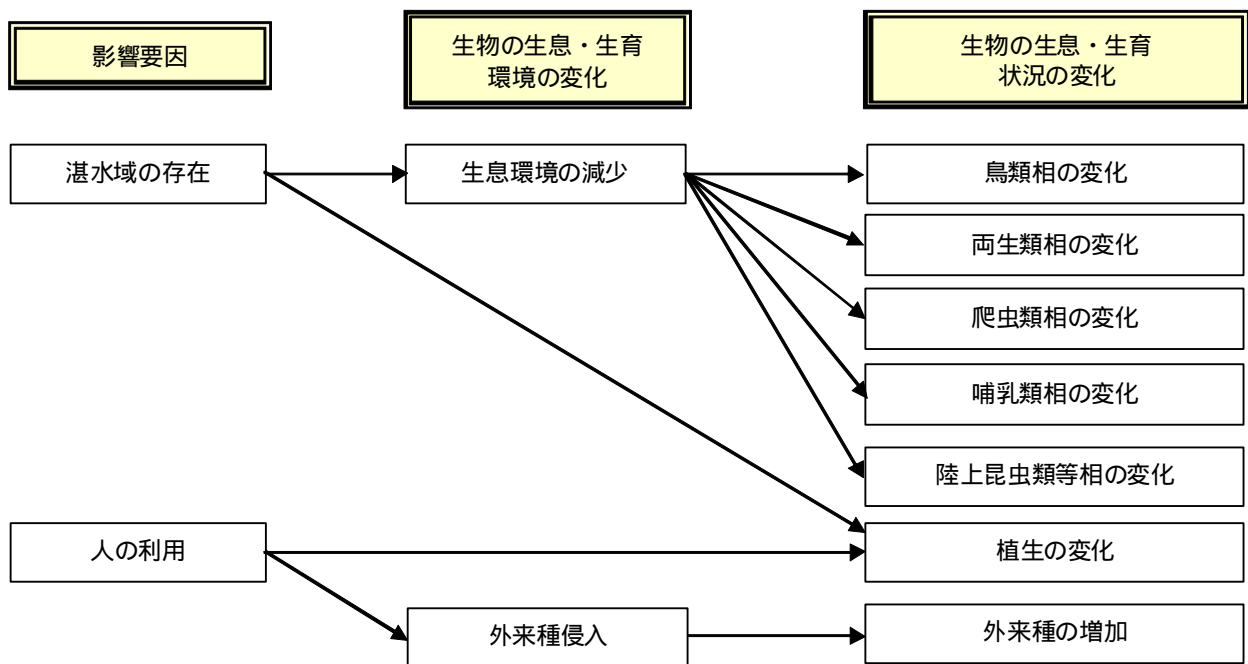 影響要因
生物の生息・生育
環境の変化
生物の生息・生育
状況の変化
湛水域の存在
生息環境の減少
鳥類相の変化
両生類相の変化
爬虫類相の変化
哺乳類相の変化
陸上昆虫類等相の変化
人の利用
植生の変化
外来種侵入
外来種の増加